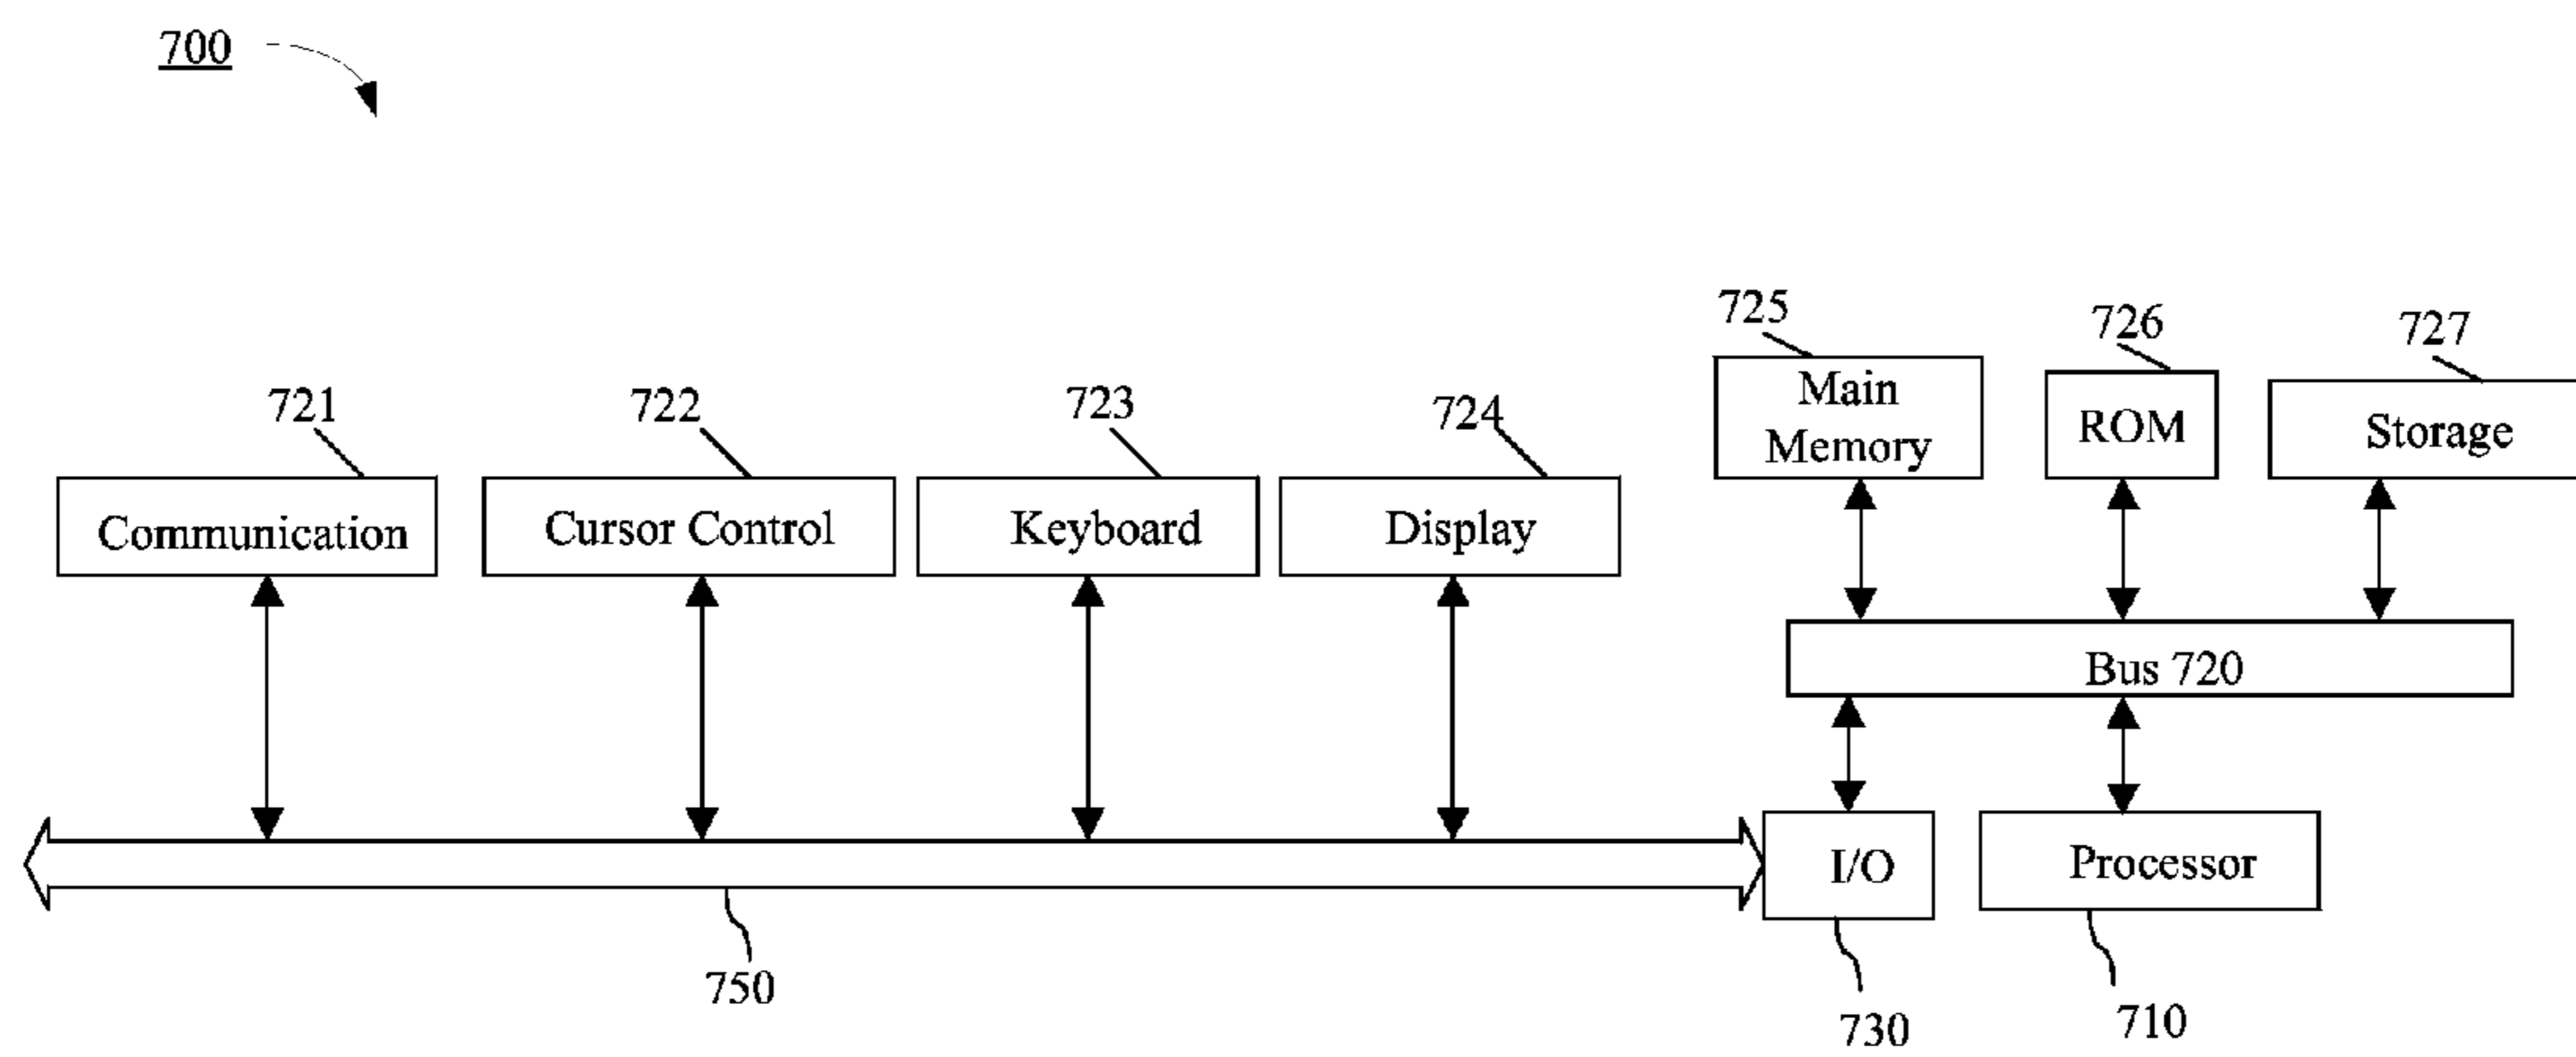 700
725
726
727
721
722
723
724
Main
Memory
ROM
Storage
Communication
Cursor Control
Keyboard
Display
Bus 720
I/O
Processor
750
730
710